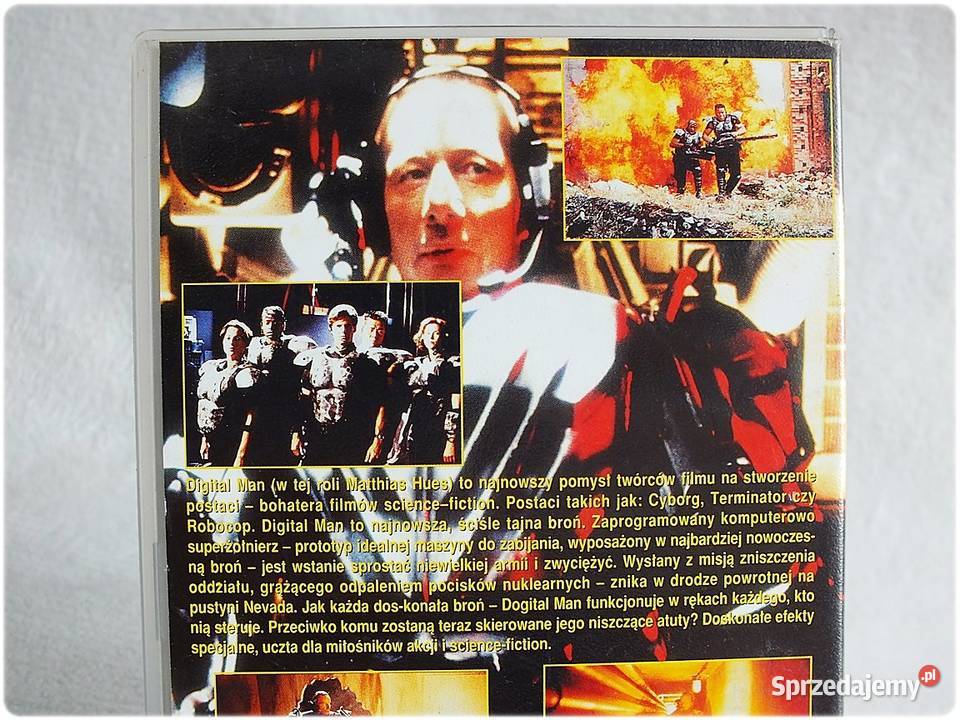 Digital Man (w tej roli Matthias Hues) to najnowszy pomysł twórców filmu na stworzenie
postaci – bohatera filmów science–fiction. Postaci takich jak: Cyborg, Terminator czy
Robocop. Digital Man to najnowsza, ściśle tajna broń. Zaprogramowany komputerowo
superżołnierz – prototyp idealnej maszyny do zabijania, wyposażony w najbardziej nowoczes-
ną broń – jest wstanie sprostać niewielkiej armii i zwyciężyć. Wysłany z misją zniszczenia
oddziału, grążącego odpaleniem pocisków nuklearnych – znika w drodze powrotnej na
pustyni Nevada. Jak każda dos-konała broń – Dogital Man funkcjonuje w rękach każdego, kto
nią steruje. Przeciwko komu zostaną teraz skierowane jego niszczące atuty? Doskonałe efekty
specjalne, uczta dla miłośników akcji i science-fiction.
Sprzedajemy.pl